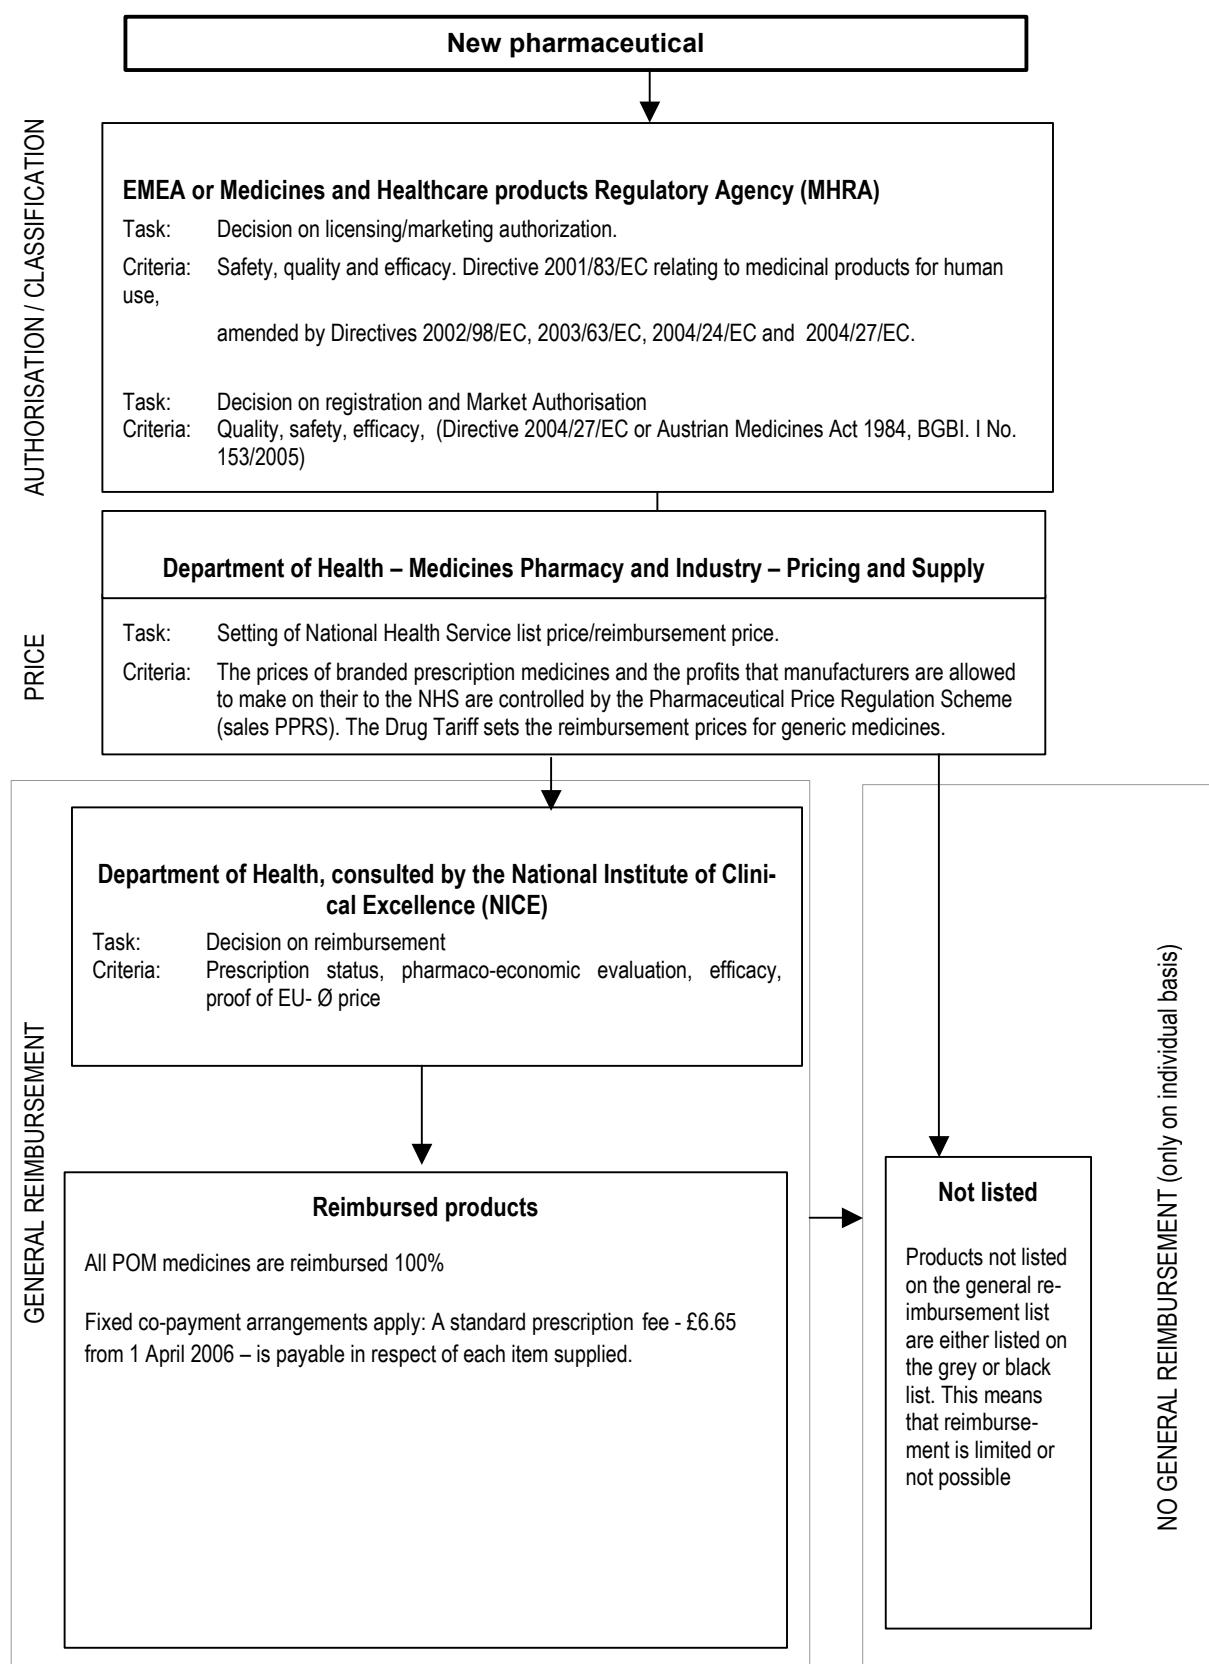 New pharmaceutical
AUTHORISATION / CLASSIFICATION
EMEA or Medicines and Healthcare products Regulatory Agency (MHRA)
Task: Decision on licensing/marketing authorization.
Criteria: Safety, quality and efficacy. Directive 2001/83/EC relating to medicinal products for human
use,
amended by Directives 2002/98/EC, 2003/63/EC, 2004/24/EC and 2004/27/EC.
Task: Decision on registration and Market Authorisation
Criteria: Quality, safety, efficacy, (Directive 2004/27/EC or Austrian Medicines Act 1984, BGBI. I No.
153/2005)
PRICE
Department of Health – Medicines Pharmacy and Industry – Pricing and Supply
Task: Setting of National Health Service list price/reimbursement price.
Criteria: The prices of branded prescription medicines and the profits that manufacturers are allowed
to make on their to the NHS are controlled by the Pharmaceutical Price Regulation Scheme
(sales PPRS). The Drug Tariff sets the reimbursement prices for generic medicines.
GENERAL REIMBURSEMENT
Department of Health, consulted by the National Institute of Clini-
cal Excellence (NICE)
Task: Decision on reimbursement
Criteria: Prescription status, pharmaco-economic evaluation, efficacy,
proof of EU- Ø price
Reimbursed products
All POM medicines are reimbursed 100%
Fixed co-payment arrangements apply: A standard prescription fee - £6.65
from 1 April 2006 – is payable in respect of each item supplied.
Not listed
Products not listed
on the general re-
imbursement list
are either listed on
the grey or black
list. This means
that reimburse-
ment is limited or
not possible
NO GENERAL REIMBURSEMENT (only on individual basis)